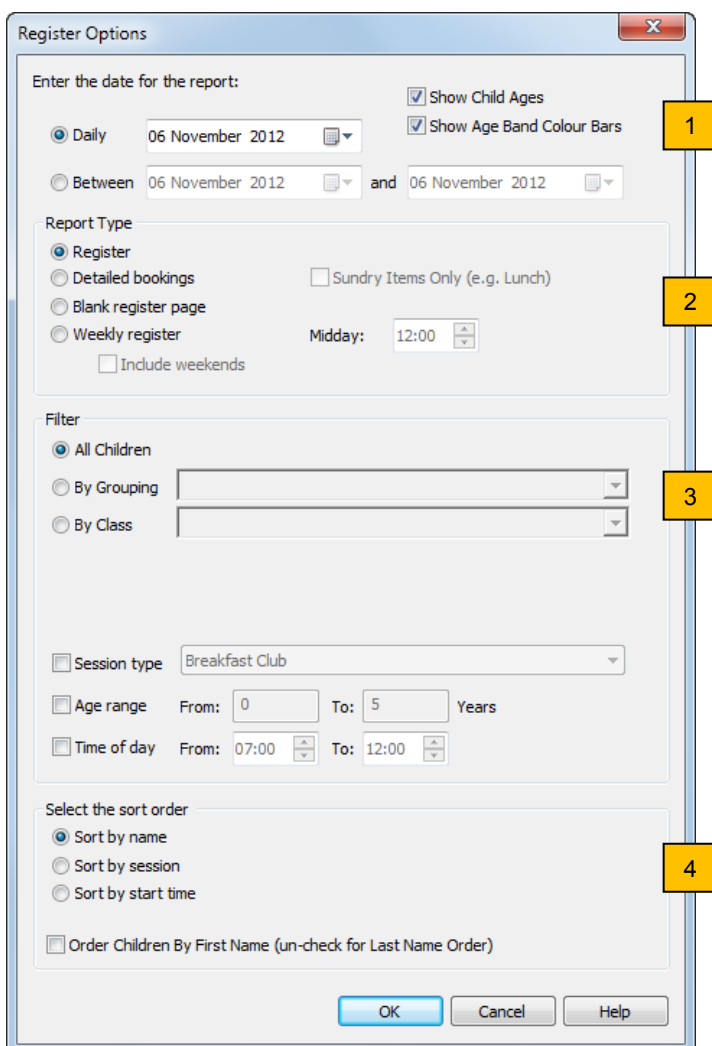 Register Options
X
Enter the date for the report:
Show Child Ages
Show Age Band Colour Bars
1
Daily 06 November 2012
Between 06 November 2012 and 06 November 2012
Report Type
Register
Detailed bookings Sundry Items Only (e.g. Lunch)
2
Blank register page
Weekly register Midday: 12:00
Include weekends
Filter
All Children
By Grouping
3
By Class
Session type Breakfast Club
Age range From: 0 To: 5 Years
Time of day From: 07:00 To: 12:00
Select the sort order
Sort by name
Sort by session
4
Sort by start time
Order Children By First Name (un-check for Last Name Order)
OK Cancel Help